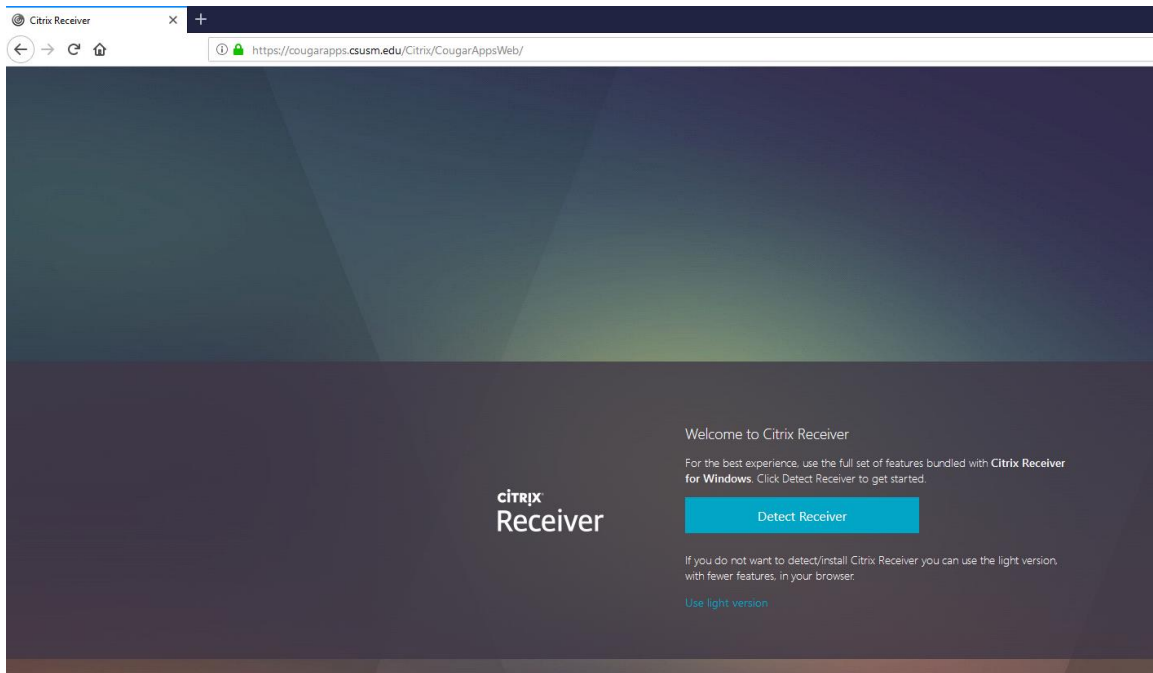 Citrix Receiver
https://cougarapps.csusm.edu/Citrix/CougarAppsWeb/
Welcome to Citrix Receiver
For the best experience, use the full set of features bundled with Citrix Receiver
for Windows. Click Detect Receiver to get started.
CİTRIX
Receiver
Detect Receiver
If you do not want to detect/install Citrix Receiver you can use the light version,
with fewer features, in your browser.
Use light version